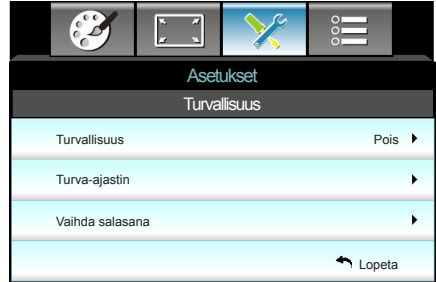 Asetukset
Turvallisuus
Turvallisuus Pois
Turva-ajastin
Vaihda salasana
Lopeta